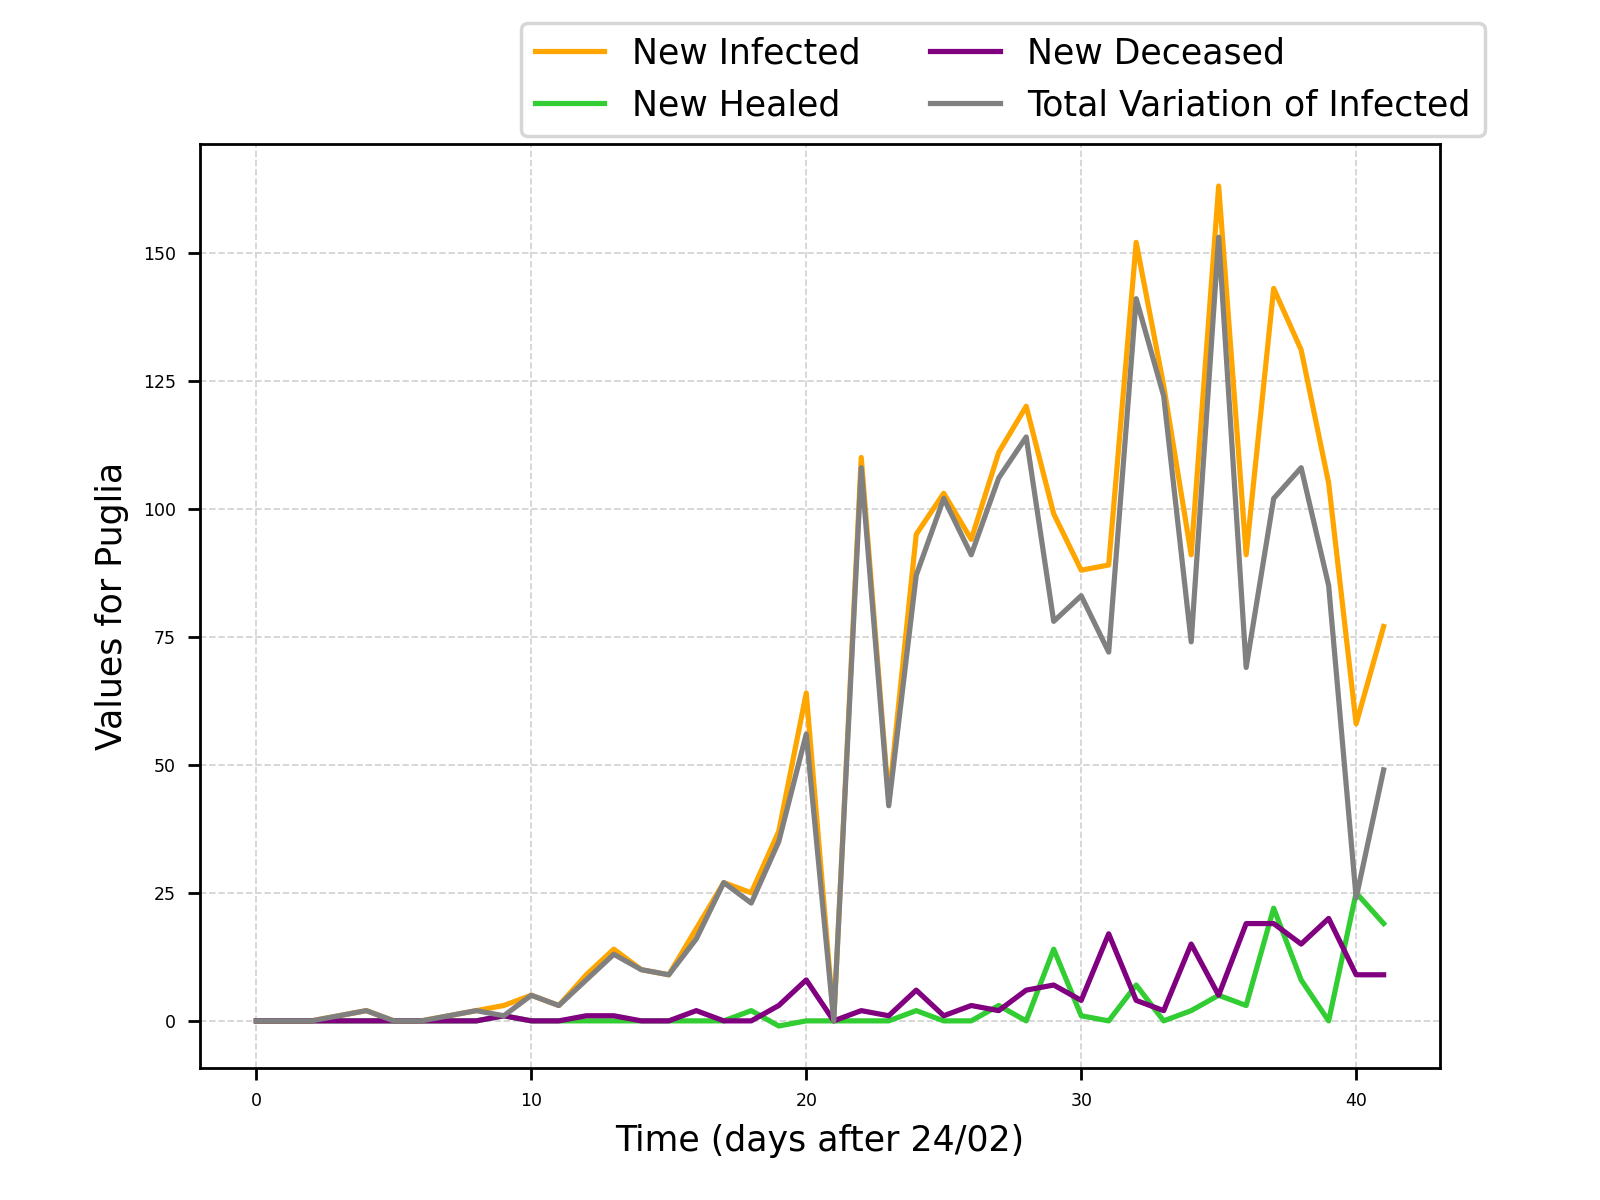 New Infected
New Healed
New Deceased
Total Variation of Infected
150
125
100
75
50
25
0
Values for Puglia
0 10 20 30 40
Time (days after 24/02)